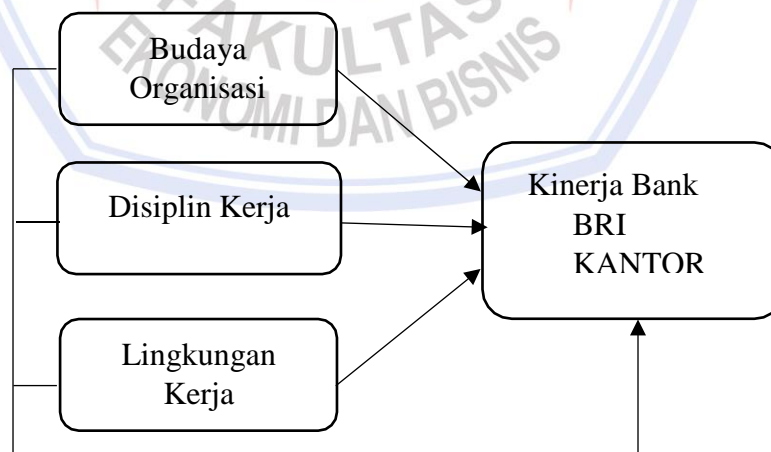 FAKULTAS
EKONOMI DAN BISNIS
Budaya
Organisasi
Disiplin Kerja
Lingkungan
Kerja
Kinerja Bank
BRI
KANTOR